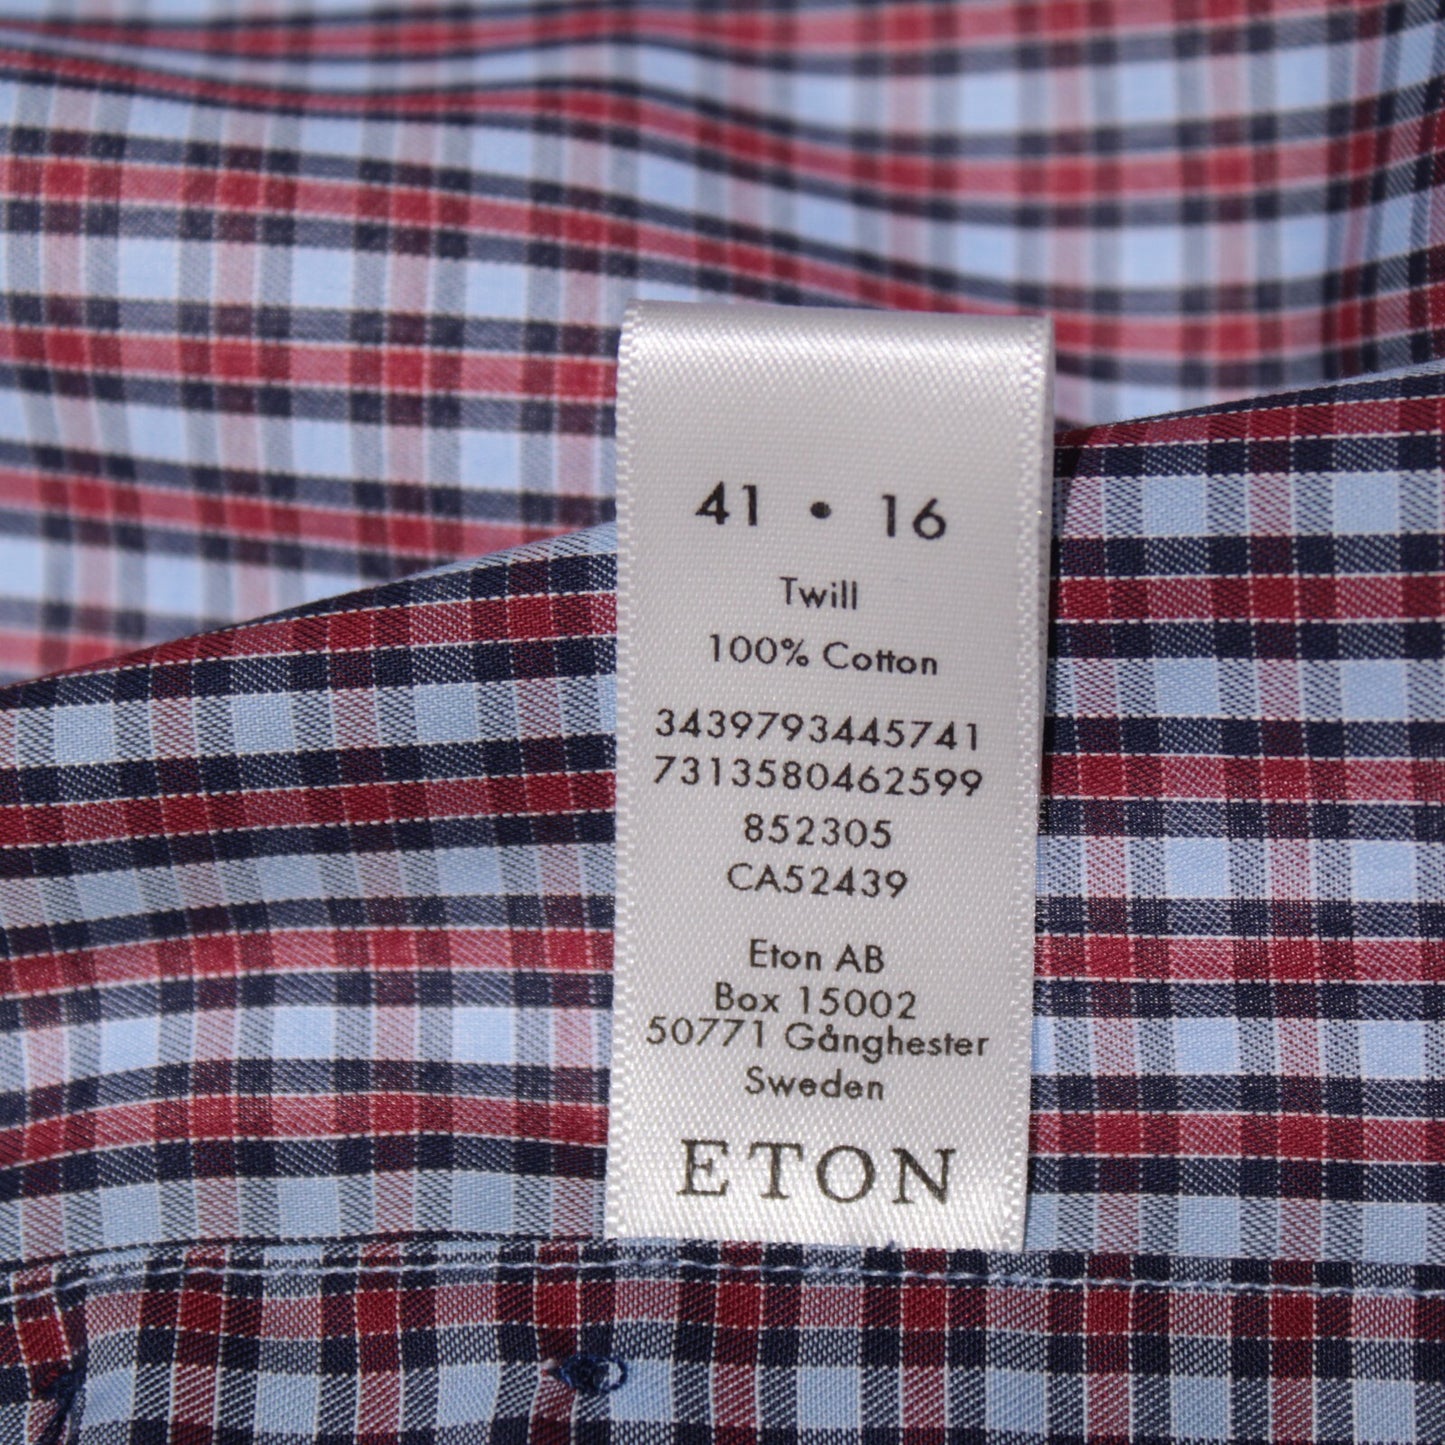 41 • 16
Twill
100% Cotton
3439793445741
7313580462599
852305
CA52439
Eton AB
Box 15002
50771 Gånghester
Sweden
ETON